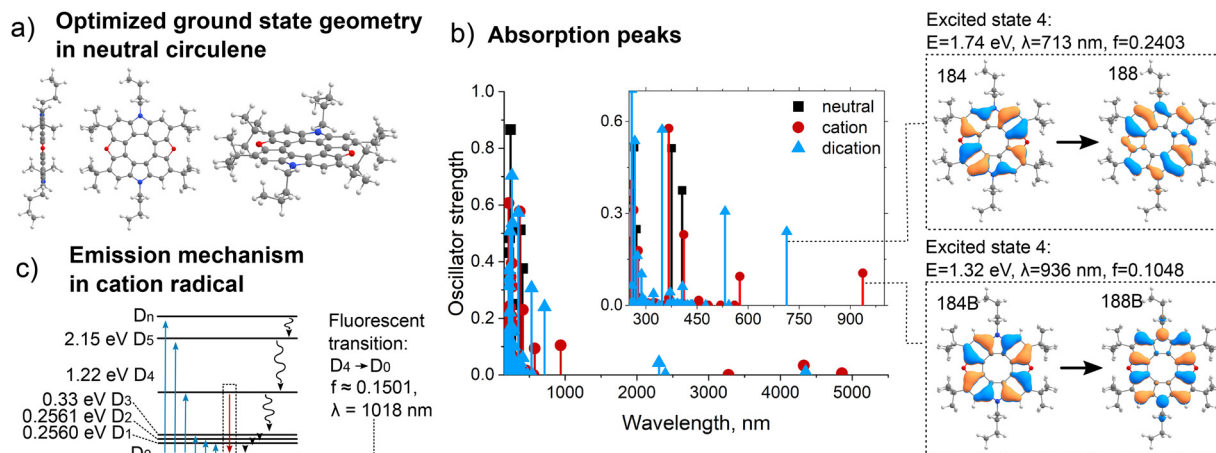 a) Optimized ground state geometry
in neutral circulene
b) Absorption peaks
Oscillator strength
1.0
0.8
0.6
0.4
0.2
0.0
0
1000
2000
3000
4000
5000
Wavelength, nm
0.6
0.3
0.0
300
450
600
750
900
neutral
cation
dication
Excited state 4:
E=1.74 eV, λ=713 nm, f=0.2403
184
188
Excited state 4:
E=1.32 eV, λ=936 nm, f=0.1048
184B
188B
c) Emission mechanism
in cation radical
Dn
2.15 eV D5
1.22 eV D4
0.33 eV D3
0.2561 eV D2
0.2560 eV D1
Fluorescent
transition:
D4→D0
f ≈ 0.1501,
λ = 1018 nm